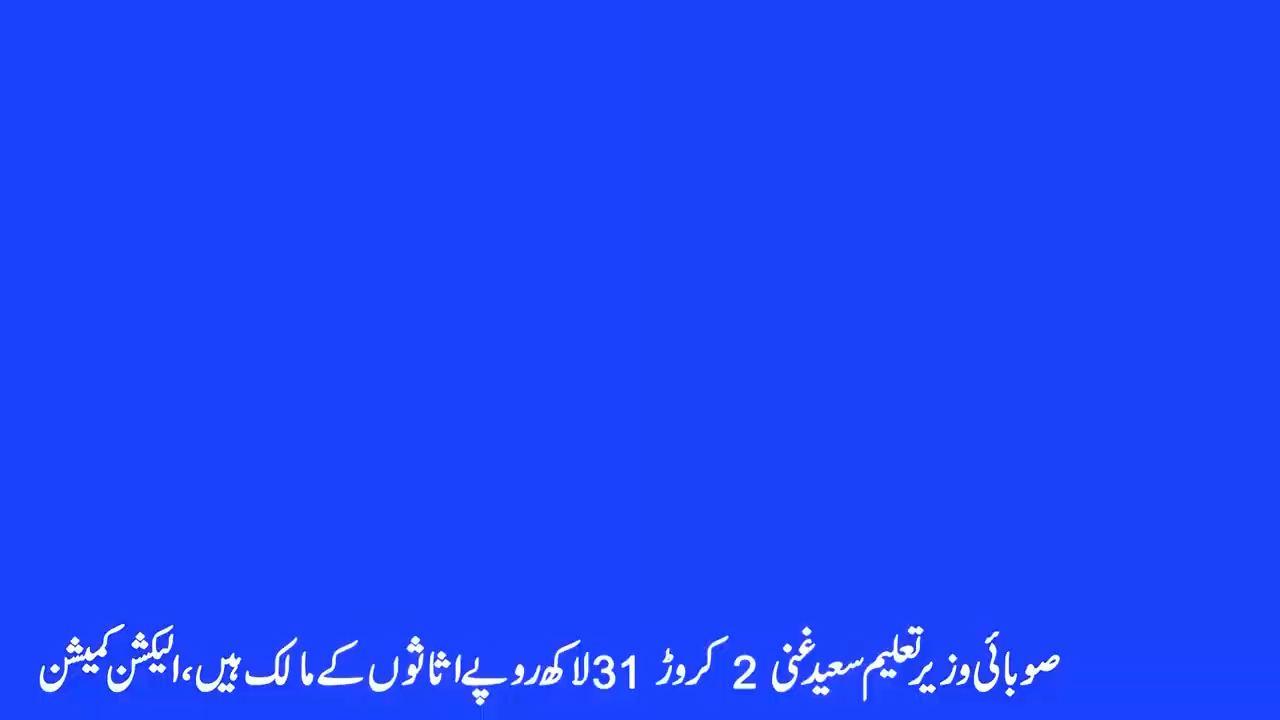 صوبائی وزیر تعلیم سعید غنی 2 کروڑ 31 لاکھ روپے اثاثوں کے مالک ہیں، الیکشن کمیشن